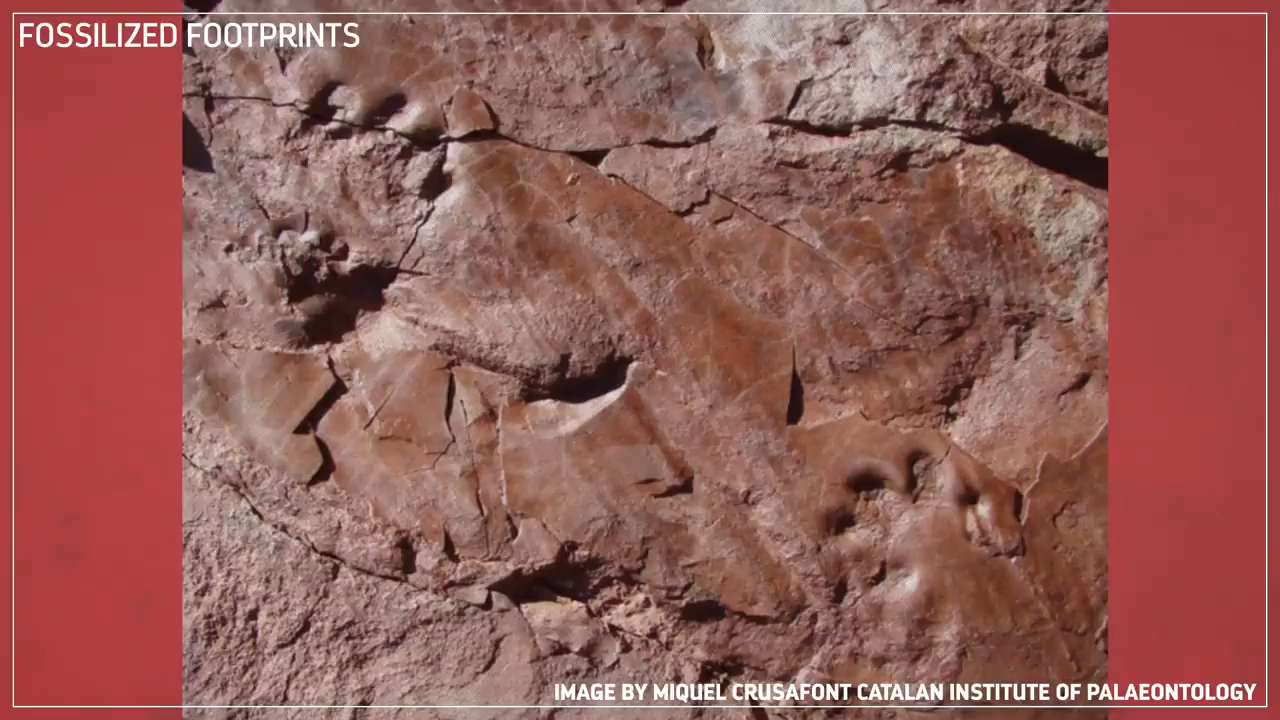 FOSSILIZED FOOTPRINTS
IMAGE BY MIQUEL CRUSAFONT CATALAN INSTITUTE OF PALAEONTOLOGY